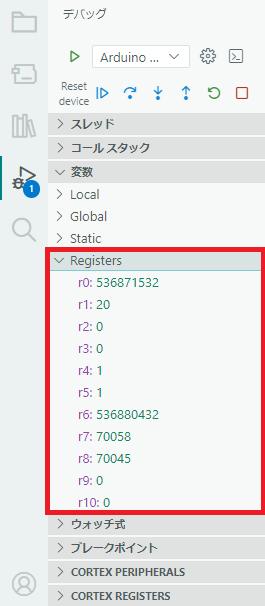 デバッグ
Arduino ...
Reset
device
スレッド
コール スタック
変数
Local
Global
Static
Registers
r0: 536871532
r1: 20
r2: 0
r3: 0
r4: 1
r5: 1
r6: 536880432
r7: 70058
r8: 70045
r9: 0
r10: 0
ウォッチ式
ブレークポイント
CORTEX PERIPHERALS
CORTEX REGISTERS
1